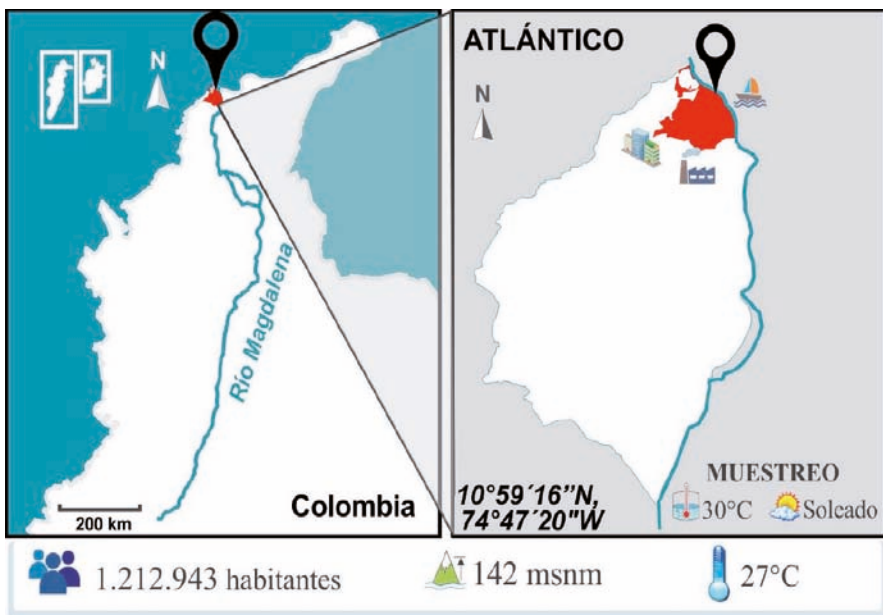 N
Río Magdalena
200 km
Colombia
ATLÁNTICO
N
10°59´16”N,
74°47´20"W
MUESTREO
30°C
Soleado
1.212.943 habitantes
142 msnm
27°C